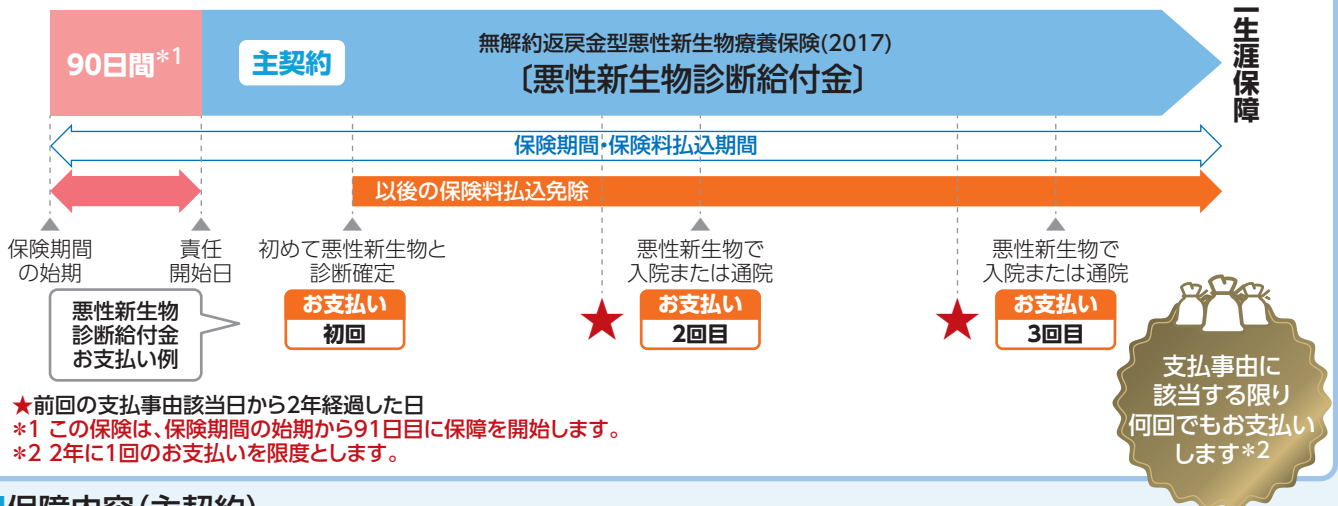 90日間*1
主契約
無解約返戻金型悪性新生物療養保険(2017)
〔悪性新生物診断給付金〕
一生涯保障
保険期間・保険料払込期間
以後の保険料払込免除
保険期間
の始期
責任
開始日
初めて悪性新生物と
診断確定
悪性新生物で
入院または通院
悪性新生物で
入院または通院
悪性新生物
診断給付金
お支払い例
お支払い
初回
★
お支払い
2回目
★
お支払い
3回目
支払事由に
該当する限り
何回でもお支払い
します*2
★前回の支払事由該当日から2年経過した日
*1 この保険は、保険期間の始期から91日目に保障を開始します。
*2 2年に1回のお支払いを限度とします。
保障内容(主契約)